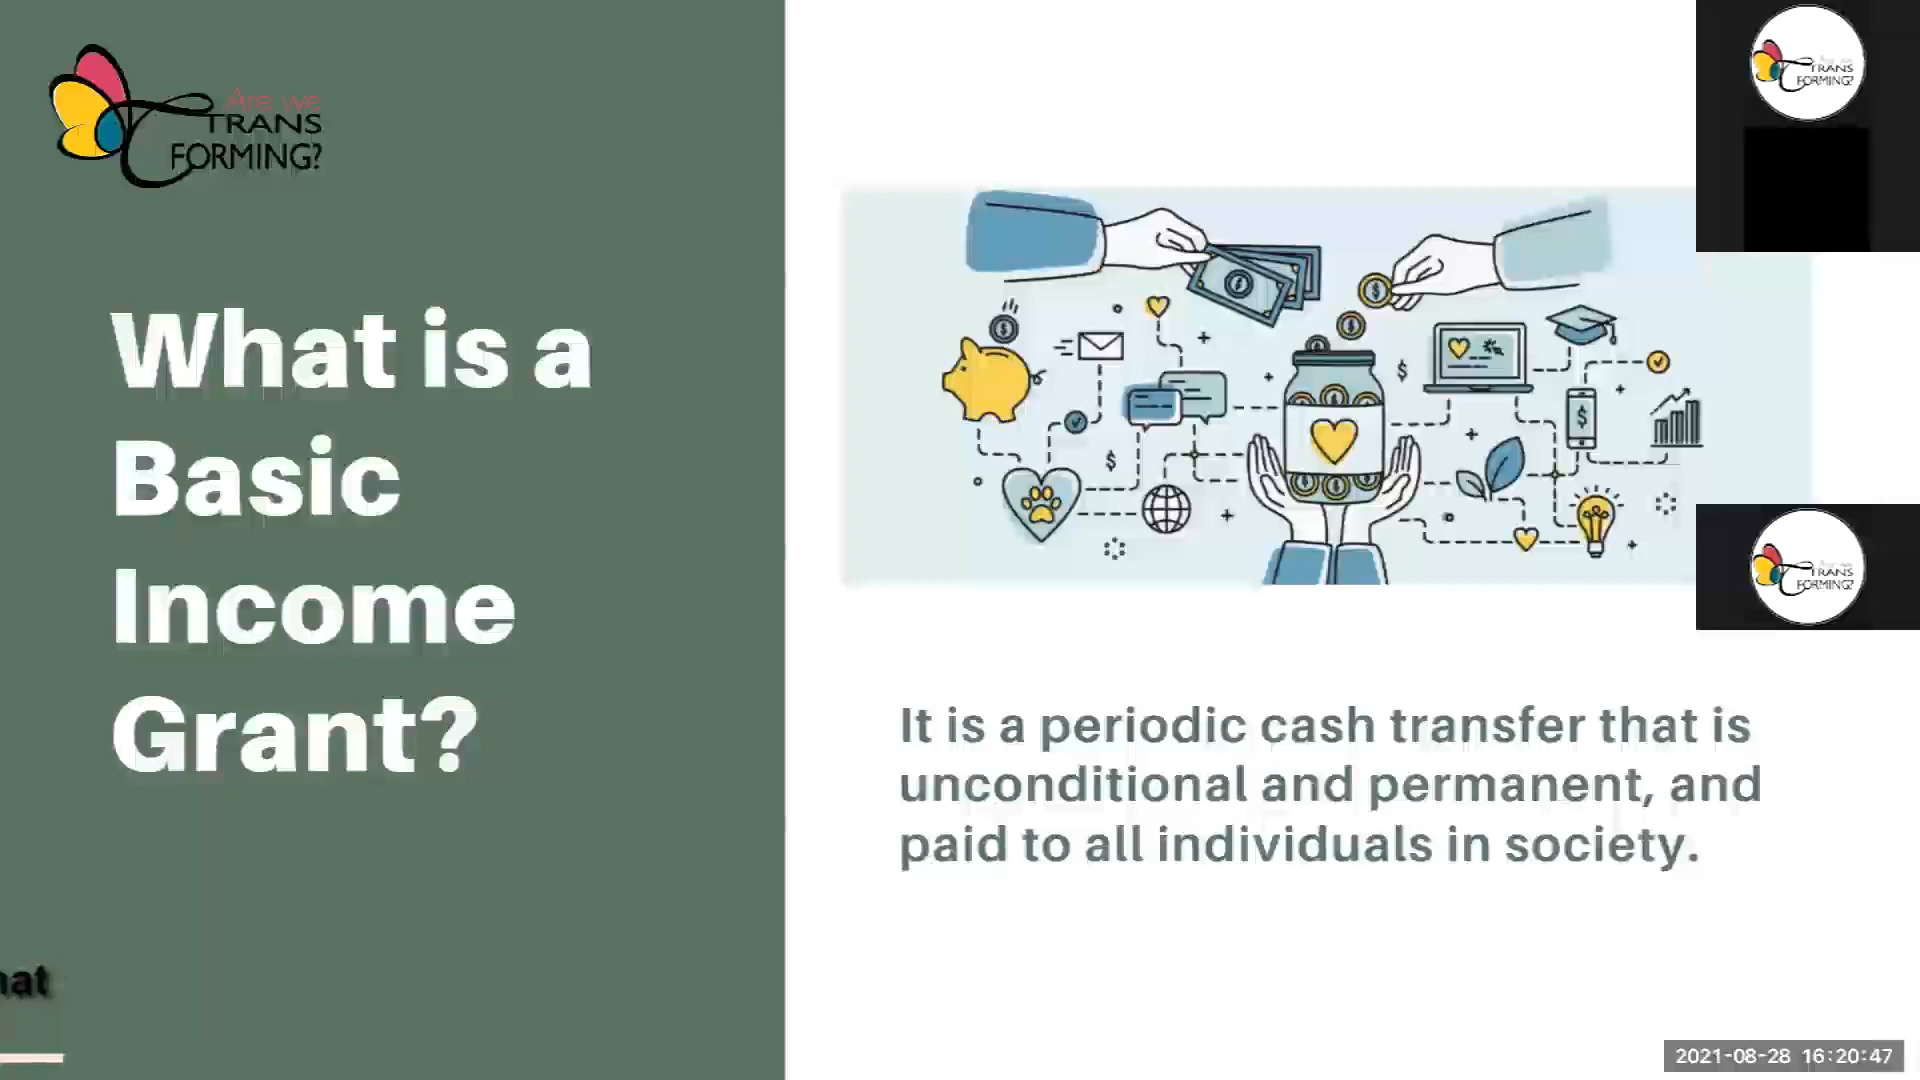 Are we
TRANS
FORMING?
What is a
Basic
Income
Grant?
It is a periodic cash transfer that is
unconditional and permanent, and
paid to all individuals in society.
TRANS
FORMING?
TRANS
FORMING?
2021-08-28 16:20:47